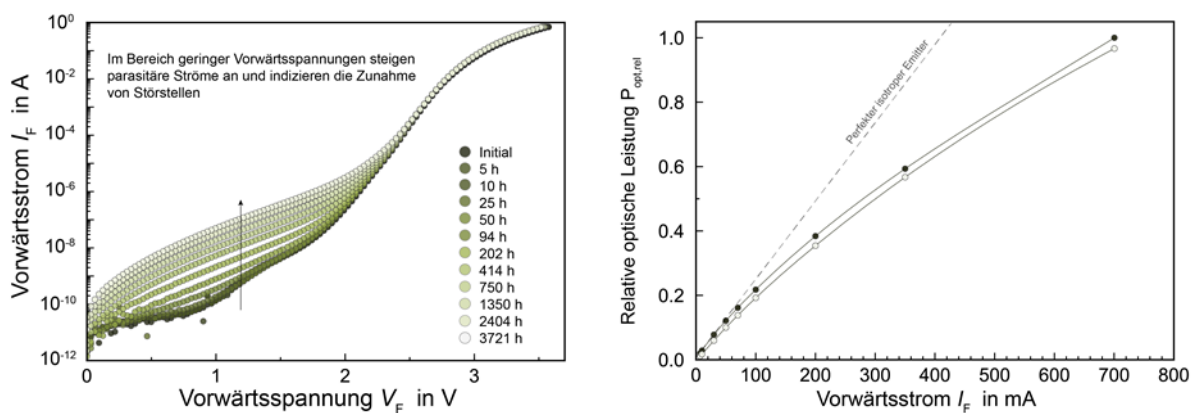 10⁰
10⁻²
10⁻⁴
10⁻⁶
10⁻⁸
10⁻¹⁰
10⁻¹²
Vorwärtsstrom I_F in A
Im Bereich geringer Vorwärtsspannungen steigen
parasitäre Ströme an und indizieren die Zunahme
von Störstellen
Initial
5 h
10 h
25 h
50 h
94 h
202 h
414 h
750 h
1350 h
2404 h
3721 h
0 1 2 3
Vorwärtsspannung V_F in V
1.0
0.8
0.6
0.4
0.2
0.0
Relative optische Leistung P_opt,rel
Perfekter isotroper Emitter
0 100 200 300 400 500 600 700 800
Vorwärtsstrom I_F in mA